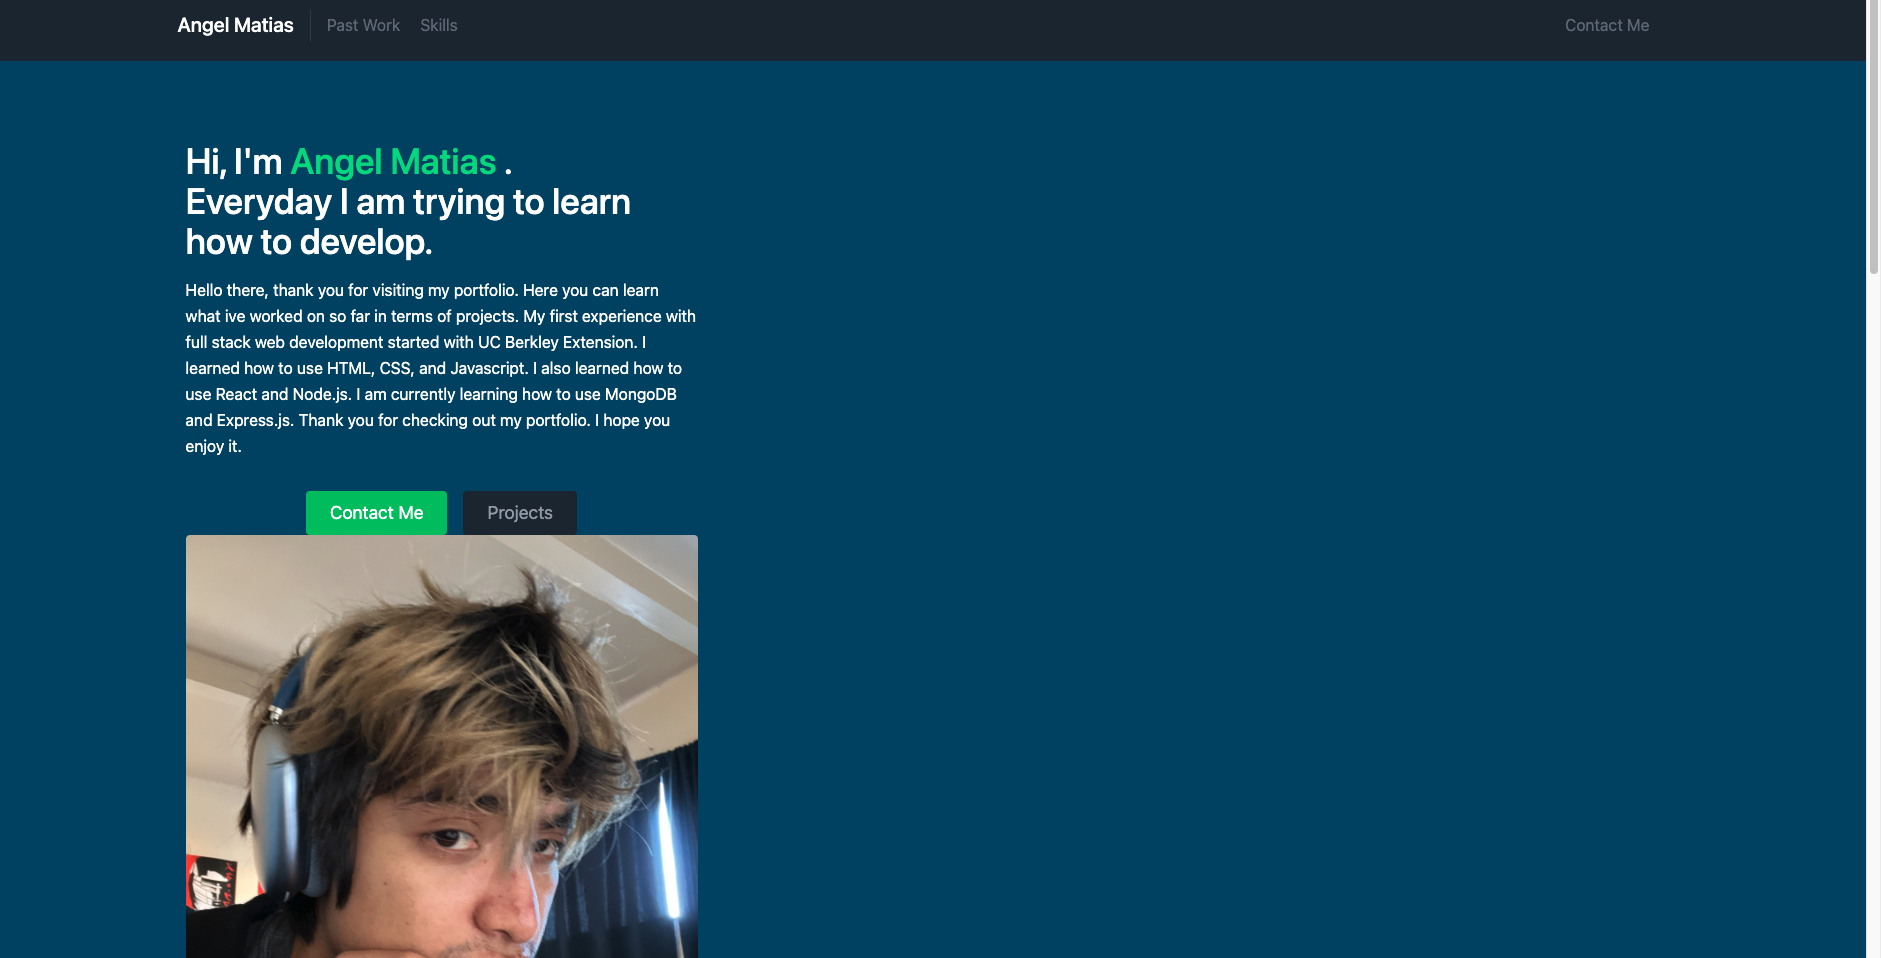 Angel Matias
Past Work
Skills
Contact Me
Hi, I'm Angel Matias .
Everyday I am trying to learn
how to develop.
Hello there, thank you for visiting my portfolio. Here you can learn
what ive worked on so far in terms of projects. My first experience with
full stack web development started with UC Berkley Extension. I
learned how to use HTML, CSS, and Javascript. I also learned how to
use React and Node.js. I am currently learning how to use MongoDB
and Express.js. Thank you for checking out my portfolio. I hope you
enjoy it.
Contact Me
Projects